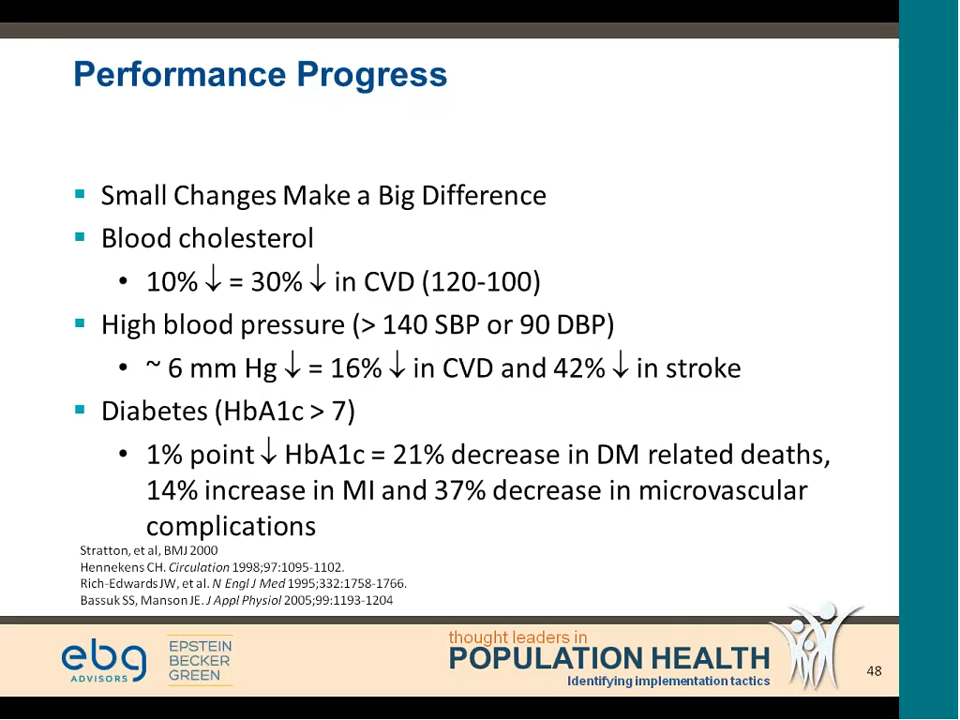 Performance Progress
▪ Small Changes Make a Big Difference
▪ Blood cholesterol
• 10% ↓ = 30% ↓ in CVD (120-100)
▪ High blood pressure (> 140 SBP or 90 DBP)
• ~ 6 mm Hg ↓ = 16% ↓ in CVD and 42% ↓ in stroke
▪ Diabetes (HbA1c > 7)
• 1% point ↓ HbA1c = 21% decrease in DM related deaths,
14% increase in MI and 37% decrease in microvascular
complications
Stratton, et al, BMJ 2000
Hennekens CH. Circulation 1998;97:1095-1102.
Rich-Edwards JW, et al. N Engl J Med 1995;332:1758-1766.
Bassuk SS, Manson JE. J Appl Physiol 2005;99:1193-1204
ebg
ADVISORS
EPSTEIN
BECKER
GREEN
thought leaders in
POPULATION HEALTH
Identifying implementation tactics
48